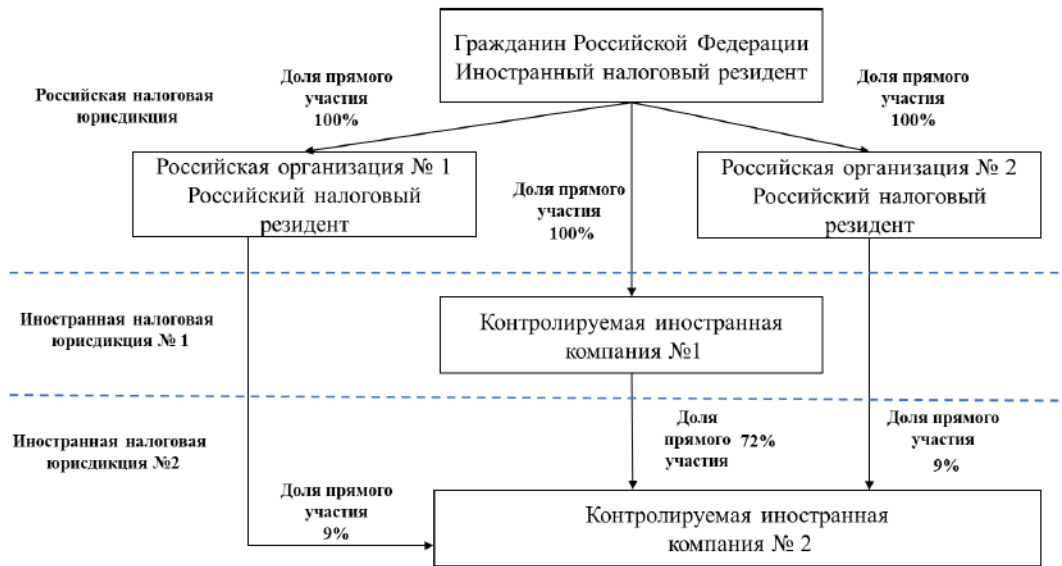 Гражданин Российской Федерации
Иностранный налоговый резидент
Российская налоговая
юрисдикция
Доля прямого
участия
100%
Доля прямого
участия
100%
Российская организация № 1
Российский налоговый
резидент
Доля прямого
участия
100%
Российская организация № 2
Российский налоговый
резидент
Иностранная налоговая
юрисдикция № 1
Контролируемая иностранная
компания №1
Иностранная налоговая
юрисдикция №2
Доля
прямого 72%
участия
Доля прямого
участия
9%
Доля прямого
участия
9%
Контролируемая иностранная
компания № 2